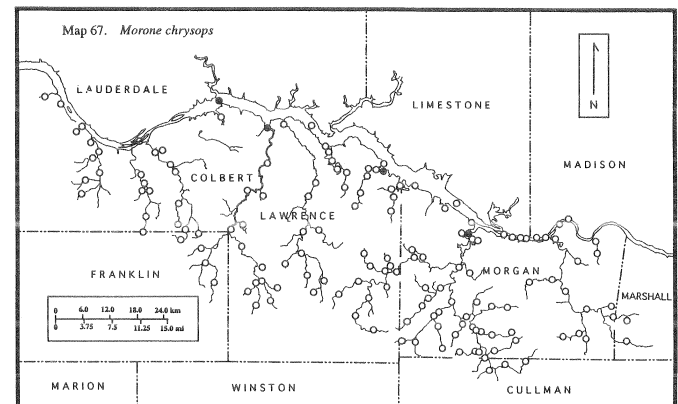 Map 67. Morone chrysops
LAUDERDALE
LIMESTONE
N
MADISON
COLBERT
LAWRENCE
FRANKLIN
MORGAN
MARSHALL
0 6.0 12.0 18.0 24.0 km
0 3.75 7.5 11.25 15.0 mi
MARION
WINSTON
CULLMAN